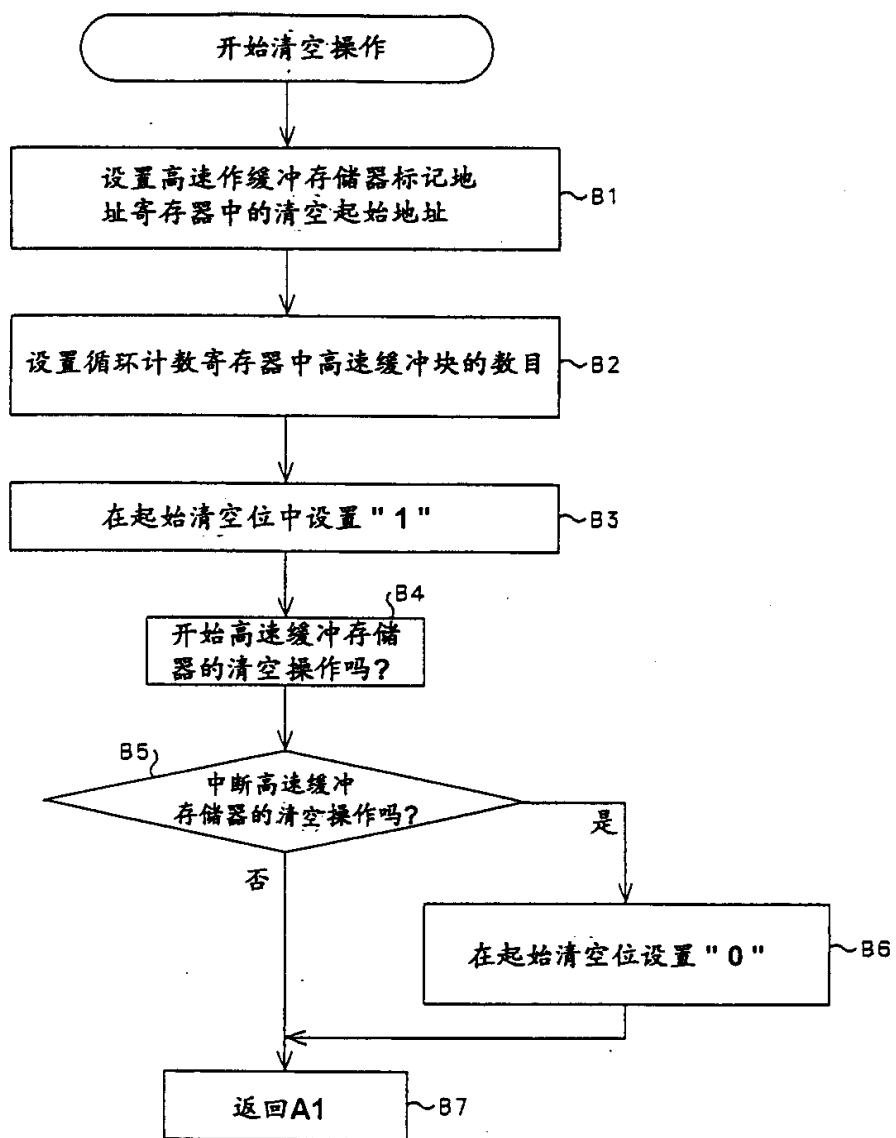 开始清空操作
设置高速作缓冲存储器标记地
址寄存器中的清空起始地址
B1
设置循环计数寄存器中高速缓冲块的数目
B2
在起始清空位中设置"1"
B3
B4
开始高速缓冲存储
器的清空操作吗?
B5
中断高速缓冲
存储器的清空操作吗?
是
否
在起始清空位设置"0"
B6
返回A1
B7